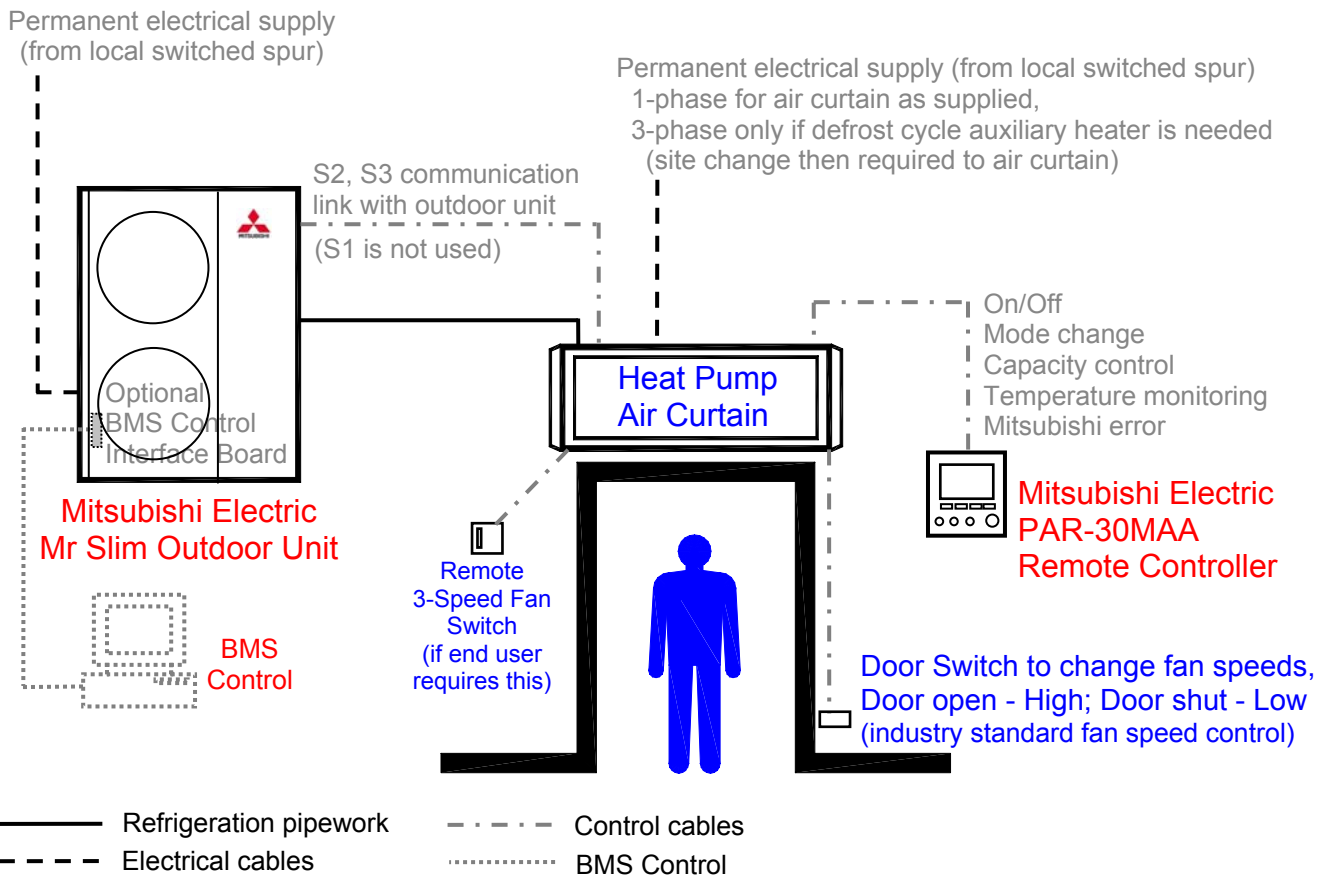 Permanent electrical supply
(from local switched spur)
Permanent electrical supply (from local switched spur)
1-phase for air curtain as supplied,
3-phase only if defrost cycle auxiliary heater is needed
(site change then required to air curtain)
S2, S3 communication
link with outdoor unit
(S1 is not used)
MITSUBISHI
On/Off
Mode change
Capacity control
Temperature monitoring
Mitsubishi error
Heat Pump
Air Curtain
Optional
BMS Control
Interface Board
Mitsubishi Electric
Mr Slim Outdoor Unit
Mitsubishi Electric
PAR-30MAA
Remote Controller
Remote
3-Speed Fan
Switch
(if end user
requires this)
BMS
Control
Door Switch to change fan speeds,
Door open - High; Door shut - Low
(industry standard fan speed control)
Refrigeration pipework
Control cables
Electrical cables
BMS Control